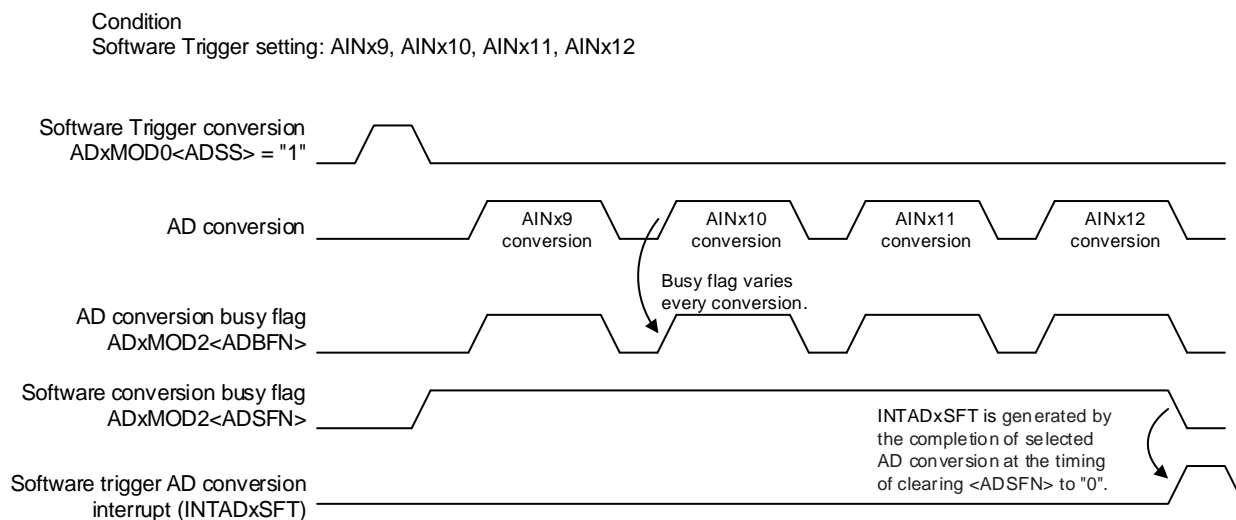 Condition
Software Trigger setting: AINx9, AINx10, AINx11, AINx12
Software Trigger conversion
ADxMOD0<ADSS> = "1"
AD conversion
AINx9
conversion
AINx10
conversion
AINx11
conversion
AINx12
conversion
Busy flag varies
every conversion.
AD conversion busy flag
ADxMOD2<ADBFN>
Software conversion busy flag
ADxMOD2<ADSFN>
INTADxSFT is generated by
the completion of selected
AD conversion at the timing
of clearing <ADSFN> to "0".
Software trigger AD conversion
interrupt (INTADxSFT)